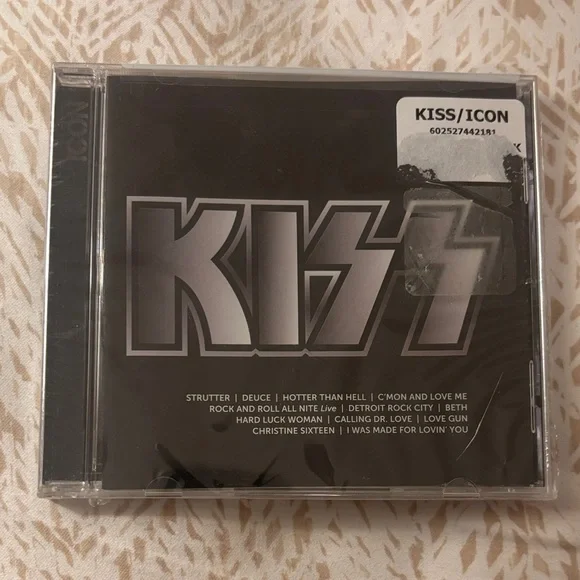 ICON
KISS/ICON
602527442181
K
KISS
STRUTTER | DEUCE | HOTTER THAN HELL | C'MON AND LOVE ME
ROCK AND ROLL ALL NITE Live | DETROIT ROCK CITY | BETH
HARD LUCK WOMAN | CALLING DR. LOVE | LOVE GUN
CHRISTINE SIXTEEN | I WAS MADE FOR LOVIN' YOU